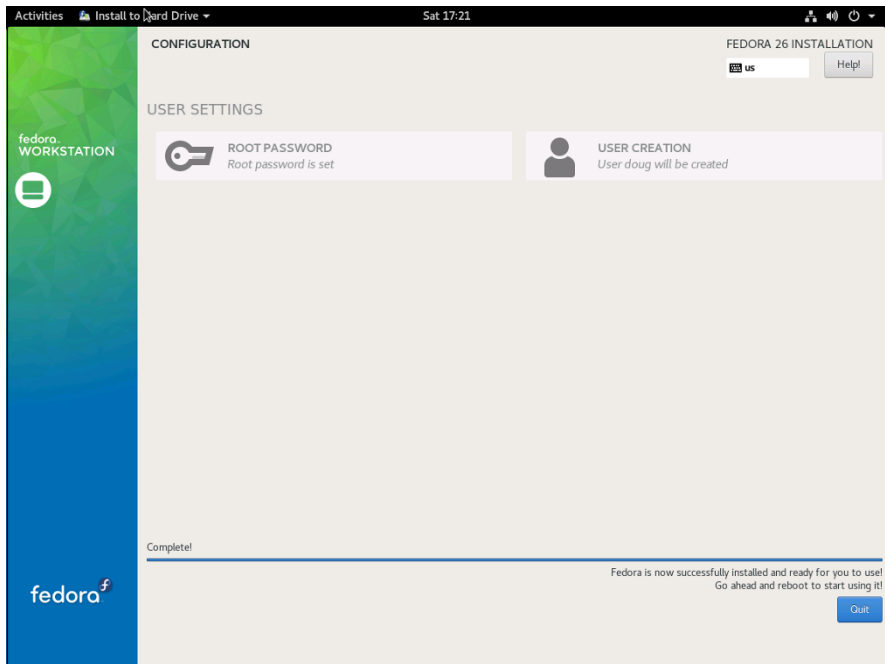 Activities Install to Hard Drive Sat 17:21
CONFIGURATION
FEDORA 26 INSTALLATION
us
Help!
USER SETTINGS
fedora.
WORKSTATION
ROOT PASSWORD
Root password is set
USER CREATION
User doug will be created
Complete!
Fedora is now successfully installed and ready for you to use!
Go ahead and reboot to start using it!
Quit
fedora